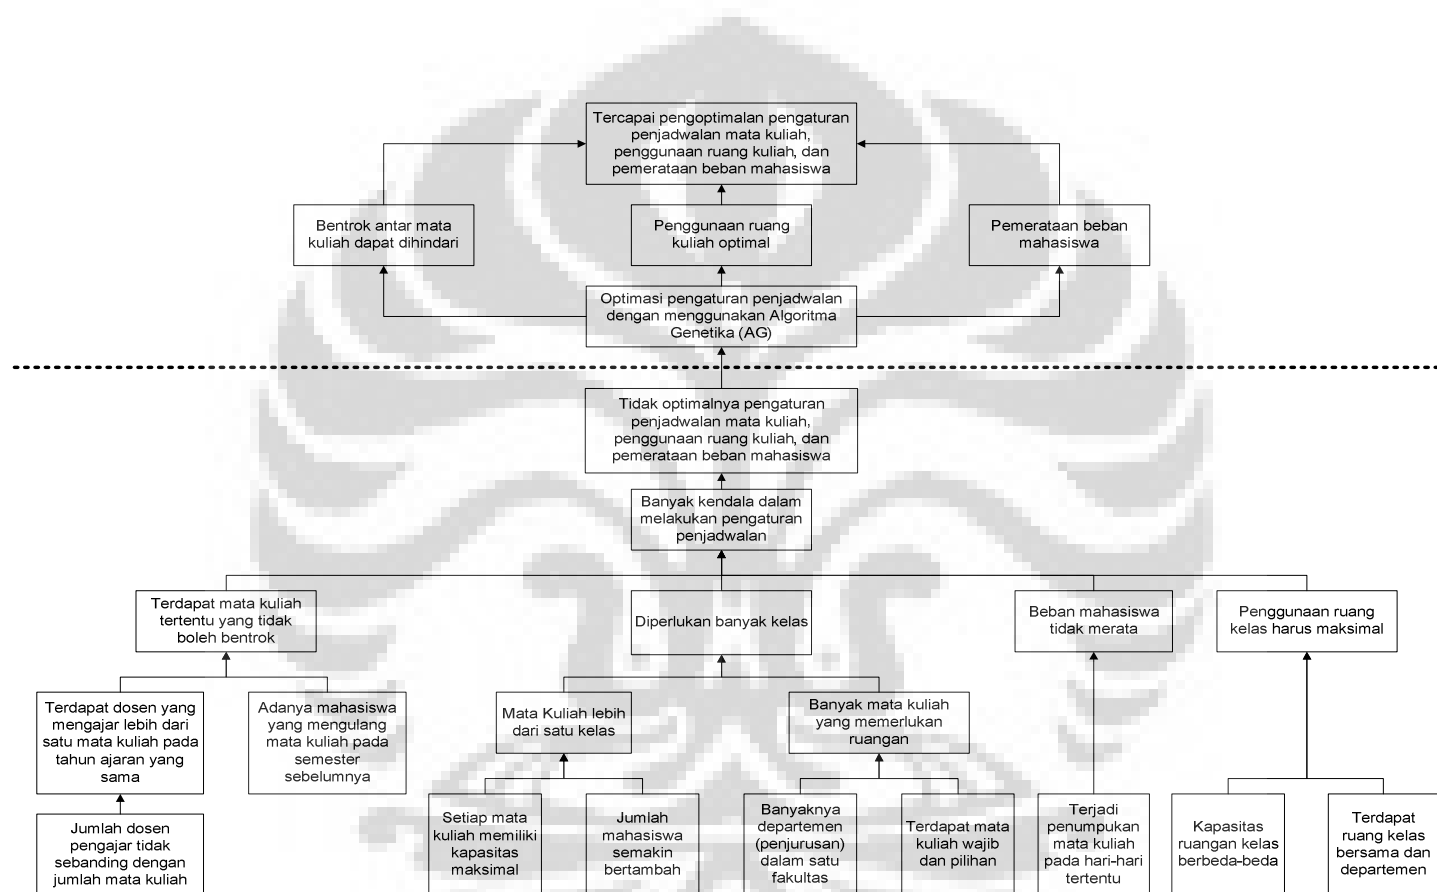 Tercapai pengoptimalan pengaturan
penjadwalan mata kuliah,
penggunaan ruang kuliah, dan
pemerataan beban mahasiswa
Bentrok antar mata
kuliah dapat dihindari
Penggunaan ruang
kuliah optimal
Pemerataan beban
mahasiswa
Optimasi pengaturan penjadwalan
dengan menggunakan Algoritma
Genetika (AG)
Tidak optimalnya pengaturan
penjadwalan mata kuliah,
penggunaan ruang kuliah, dan
pemerataan beban mahasiswa
Banyak kendala dalam
melakukan pengaturan
penjadwalan
Terdapat mata kuliah
tertentu yang tidak
boleh bentrok
Diperlukan banyak kelas
Beban mahasiswa
tidak merata
Penggunaan ruang
kelas harus maksimal
Terdapat dosen yang
mengajar lebih dari
satu mata kuliah pada
tahun ajaran yang
sama
Adanya mahasiswa
yang mengulang
mata kuliah pada
semester
sebelumnya
Mata Kuliah lebih
dari satu kelas
Banyak mata kuliah
yang memerlukan
ruangan
Jumlah dosen
pengajar tidak
sebanding dengan
jumlah mata kuliah
Setiap mata
kuliah memiliki
kapasitas
maksimal
Jumlah
mahasiswa
semakin
bertambah
Banyaknya
departemen
(penjurusan)
dalam satu
fakultas
Terdapat mata
kuliah wajib
dan pilihan
Terjadi
penumpukan
mata kuliah
pada hari-hari
tertentu
Kapasitas
ruangan kelas
berbeda-beda
Terdapat
ruang kelas
bersama dan
departemen